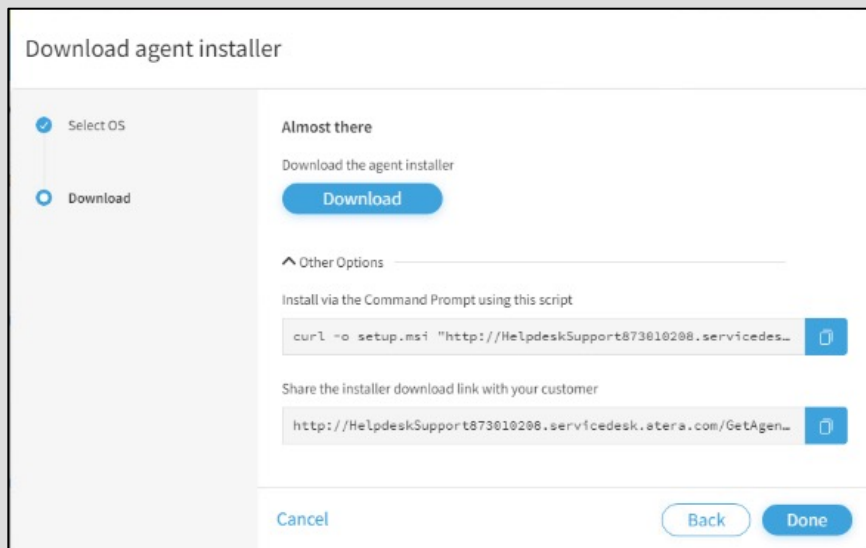 Download agent installer
Select OS
Download
Almost there
Download the agent installer
Download
Other Options
Install via the Command Prompt using this script
curl -o setup.msi "http://HelpdeskSupport873010208.servicedes…
Share the installer download link with your customer
http://HelpdeskSupport873010208.servicedesk.atera.com/GetAgen…
Cancel
Back
Done